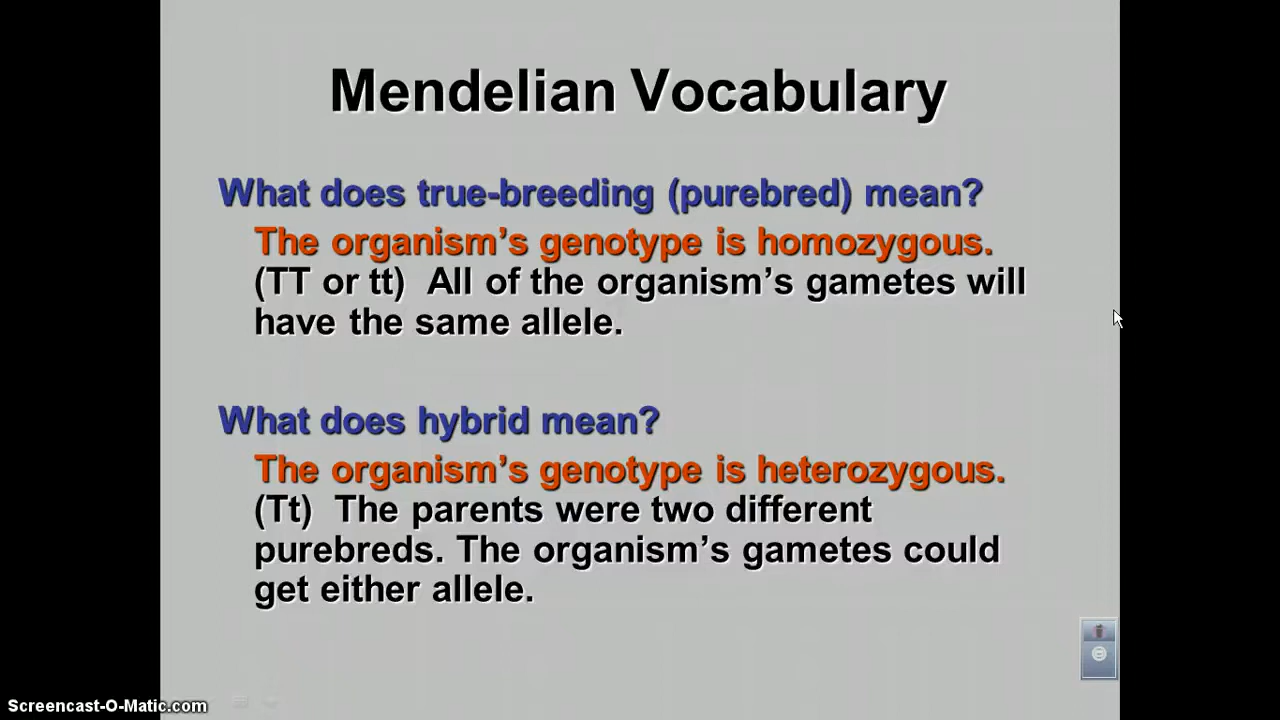 Mendelian Vocabulary
What does true-breeding (purebred) mean?
The organism’s genotype is homozygous.
(TT or tt)  All of the organism’s gametes will
have the same allele.
What does hybrid mean?
The organism’s genotype is heterozygous.
(Tt)  The parents were two different
purebreds. The organism’s gametes could
get either allele.
Screencast-O-Matic.com